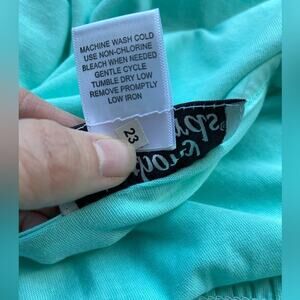 MACHINE WASH COLD
USE NON-CHLORINE
BLEACH WHEN NEEDED
GENTLE CYCLE
TUMBLE DRY LOW
REMOVE PROMPTLY
LOW IRON
23